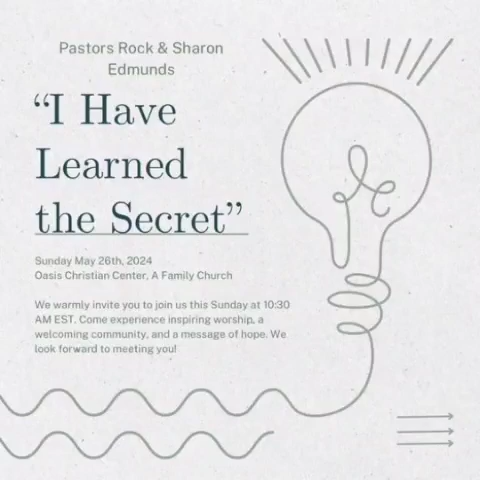 Pastors Rock & Sharon
Edmunds
“I Have
Learned
the Secret”
Sunday May 26th, 2024
Oasis Christian Center, A Family Church
We warmly invite you to join us this Sunday at 10:30
AM EST. Come experience inspiring worship, a
welcoming community, and a message of hope. We
look forward to meeting you!